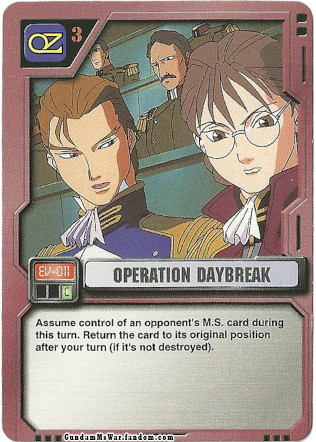 OZ
3
EV-011
C
OPERATION DAYBREAK
Assume control of an opponent's M.S. card during
this turn. Return the card to its original position
after your turn (if it's not destroyed).
GundamMsWar.fandom.com